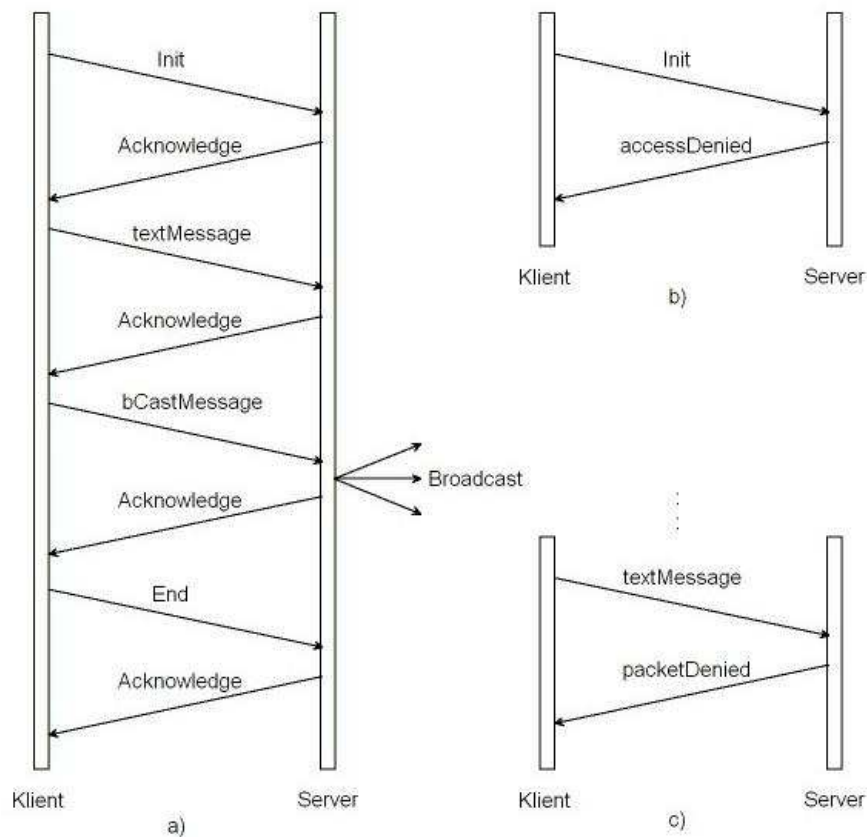 Init
Acknowledge
textMessage
Acknowledge
bCastMessage
Broadcast
Acknowledge
End
Acknowledge
Klient
Server
a)
Init
accessDenied
Klient
Server
b)
textMessage
packetDenied
Klient
Server
c)